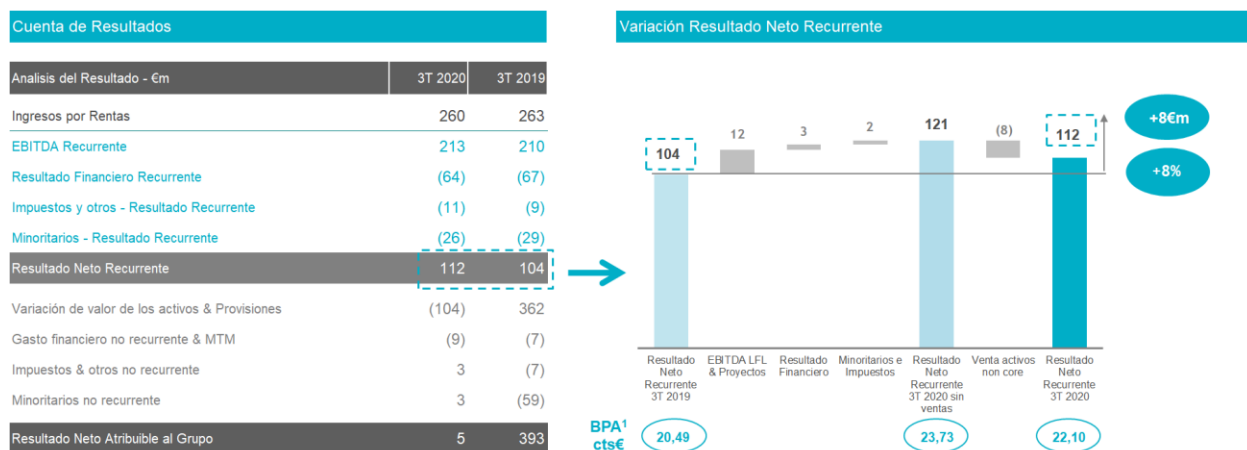 Cuenta de Resultados
Analisis del Resultado - €m 3T 2020 3T 2019
Ingresos por Rentas 260 263
EBITDA Recurrente 213 210
Resultado Financiero Recurrente (64) (67)
Impuestos y otros - Resultado Recurrente (11) (9)
Minoritarios - Resultado Recurrente (26) (29)
Resultado Neto Recurrente 112 104
Variación de valor de los activos & Provisiones (104) 362
Gasto financiero no recurrente & MTM (9) (7)
Impuestos & otros no recurrente 3 (7)
Minoritarios no recurrente 3 (59)
Resultado Neto Atribuible al Grupo 5 393
Variación Resultado Neto Recurrente
104
12
3
2
121
(8)
112
+8€m
+8%
Resultado
Neto
Recurrente
3T 2019
EBITDA LFL
& Proyectos
Resultado
Financiero
Minoritarios e
Impuestos
Resultado
Neto
Recurrente
3T 2020 sin
ventas
Venta activos
non core
Resultado
Neto
Recurrente
3T 2020
BPA¹
cts€
20,49
23,73
22,10